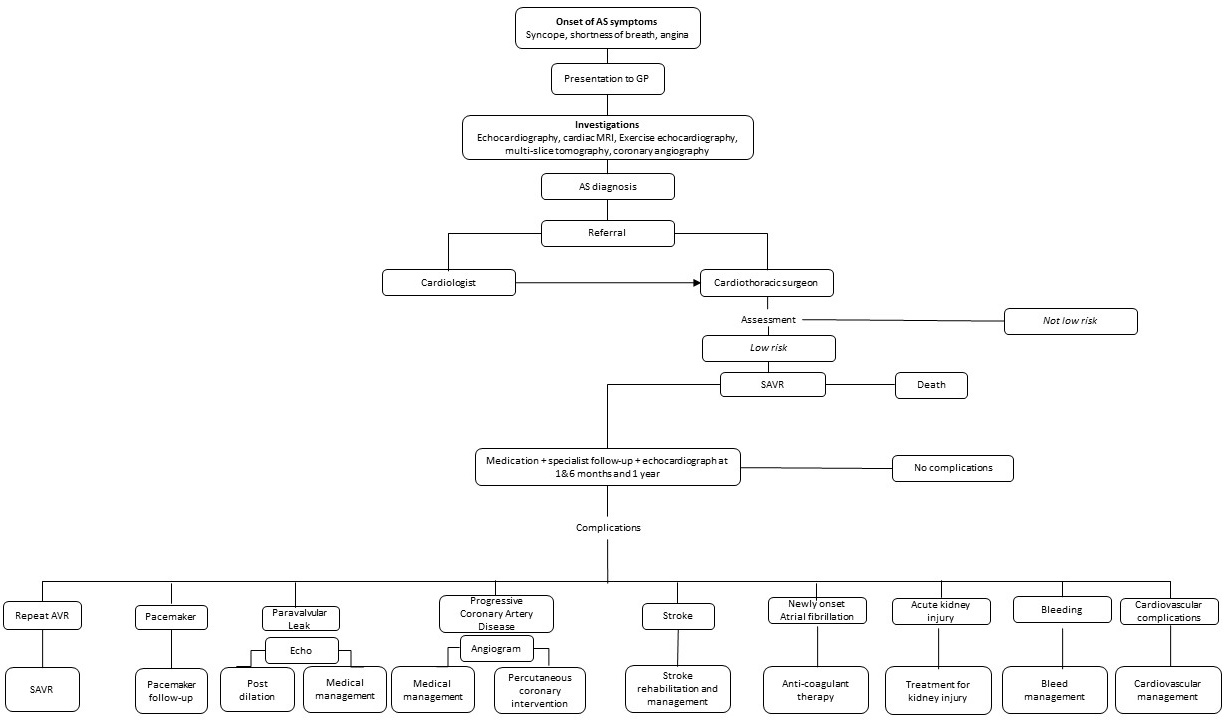 Onset of AS symptoms
Syncope, shortness of breath, angina
Presentation to GP
Investigations
Echocardiography, cardiac MRI, Exercise echocardiography,
multi-slice tomography, coronary angiography
AS diagnosis
Referral
Cardiologist
Cardiothoracic surgeon
Assessment
Not low risk
Low risk
SAVR
Death
Medication + specialist follow-up + echocardiograph at
1&6 months and 1 year
No complications
Complications
Repeat AVR
Pacemaker
Paravalvular
Leak
Progressive
Coronary Artery
Disease
Stroke
Newly onset
Atrial fibrillation
Acute kidney
injury
Bleeding
Cardiovascular
complications
Echo
Angiogram
SAVR
Pacemaker
follow-up
Post
dilation
Medical
management
Medical
management
Percutaneous
coronary
intervention
Stroke
rehabilitation and
management
Anti-coagulant
therapy
Treatment for
kidney injury
Bleed
management
Cardiovascular
management